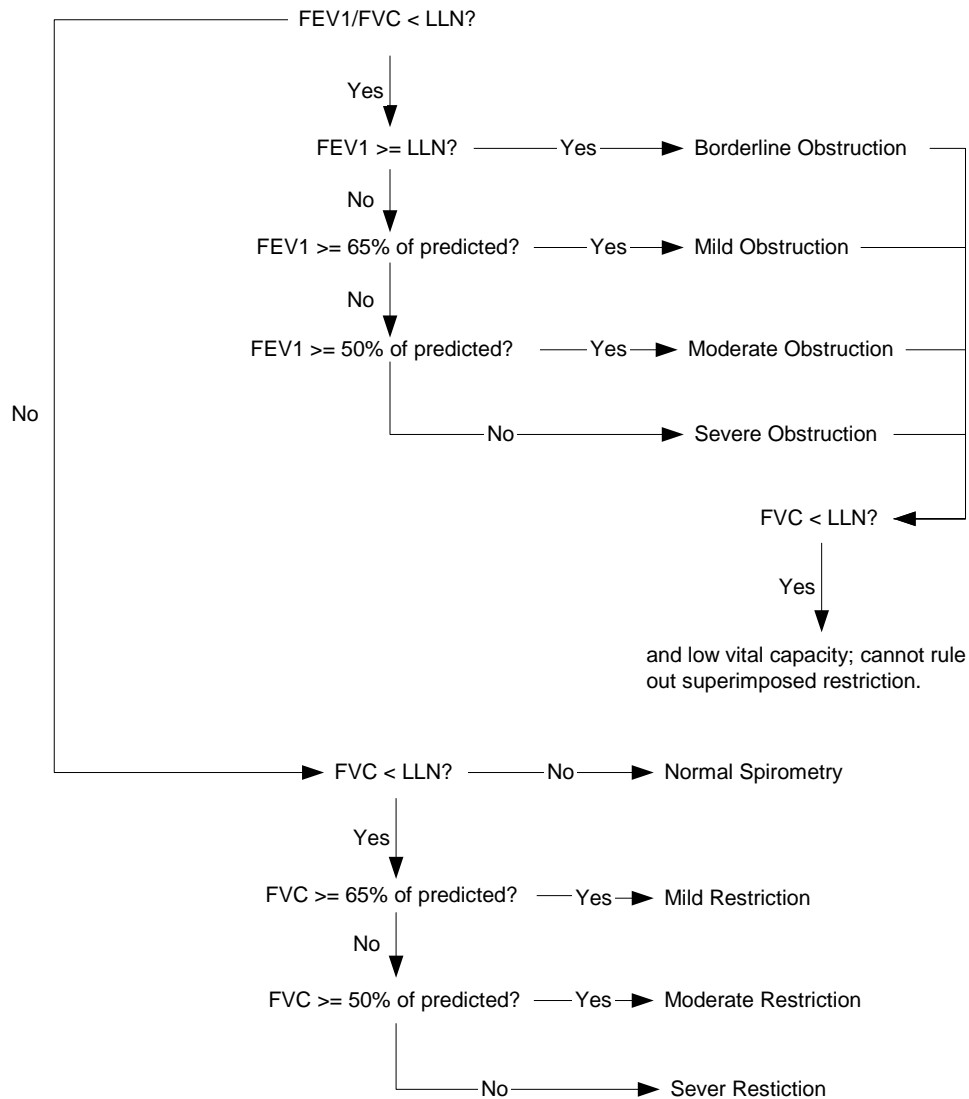 FEV1/FVC < LLN?
Yes
FEV1 >= LLN? Yes Borderline Obstruction
No
FEV1 >= 65% of predicted? Yes Mild Obstruction
No
FEV1 >= 50% of predicted? Yes Moderate Obstruction
No
No Severe Obstruction
FVC < LLN?
Yes
and low vital capacity; cannot rule
out superimposed restriction.
FVC < LLN? No Normal Spirometry
Yes
FVC >= 65% of predicted? Yes Mild Restriction
No
FVC >= 50% of predicted? Yes Moderate Restriction
No Sever Restiction